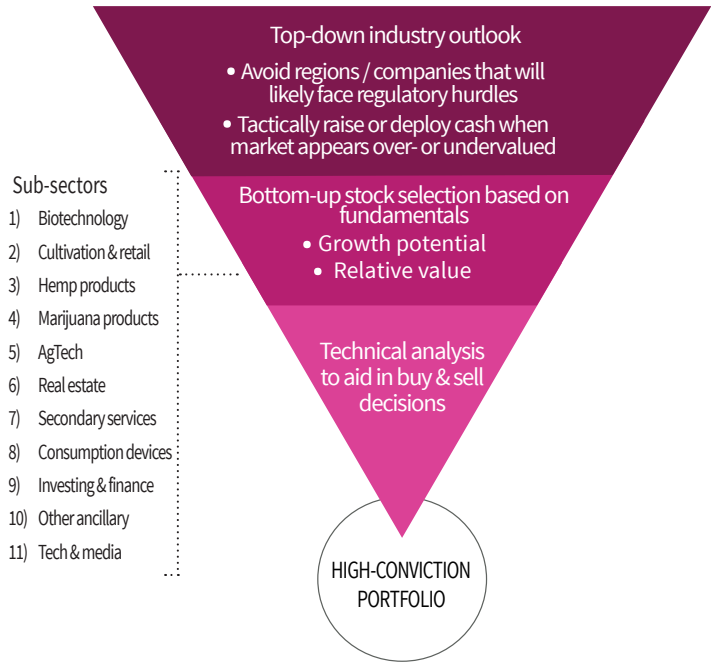 Top-down industry outlook
• Avoid regions / companies that will
likely face regulatory hurdles
• Tactically raise or deploy cash when
market appears over- or undervalued
Sub-sectors
1) Biotechnology
2) Cultivation & retail
3) Hemp products
4) Marijuana products
5) AgTech
6) Real estate
7) Secondary services
8) Consumption devices
9) Investing & finance
10) Other ancillary
11) Tech & media
Bottom-up stock selection based on
fundamentals
• Growth potential
• Relative value
Technical analysis
to aid in buy & sell
decisions
HIGH-CONVICTION
PORTFOLIO